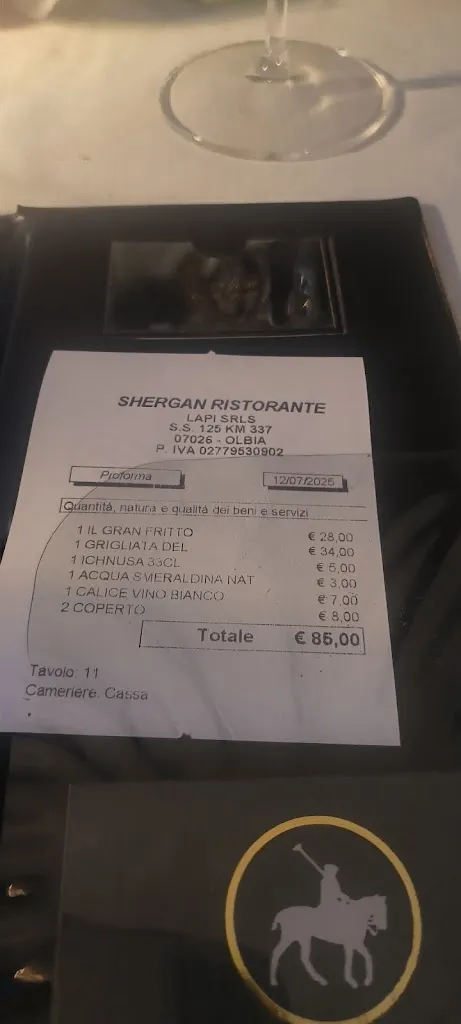 SHERGAN RISTORANTE
LAPI SRLS
S.S. 125 KM 337
07026 - OLBIA
P. IVA 02779530902
Proforma 12/07/2025
Quantità, natura e qualità dei beni e servizi
1 IL GRAN FRITTO € 28,00
1 GRIGLIATA DEL € 34,00
1 ICHNUSA 33CL € 5,00
1 ACQUA SMERALDINA NAT € 3,00
1 CALICE VINO BIANCO € 7,00
2 COPERTO € 8,00
Totale € 85,00
Tavolo: 11
Cameriere: Cassa